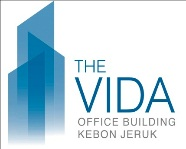 THE
VIDA
OFFICE BUILDING
KEBON JERUK